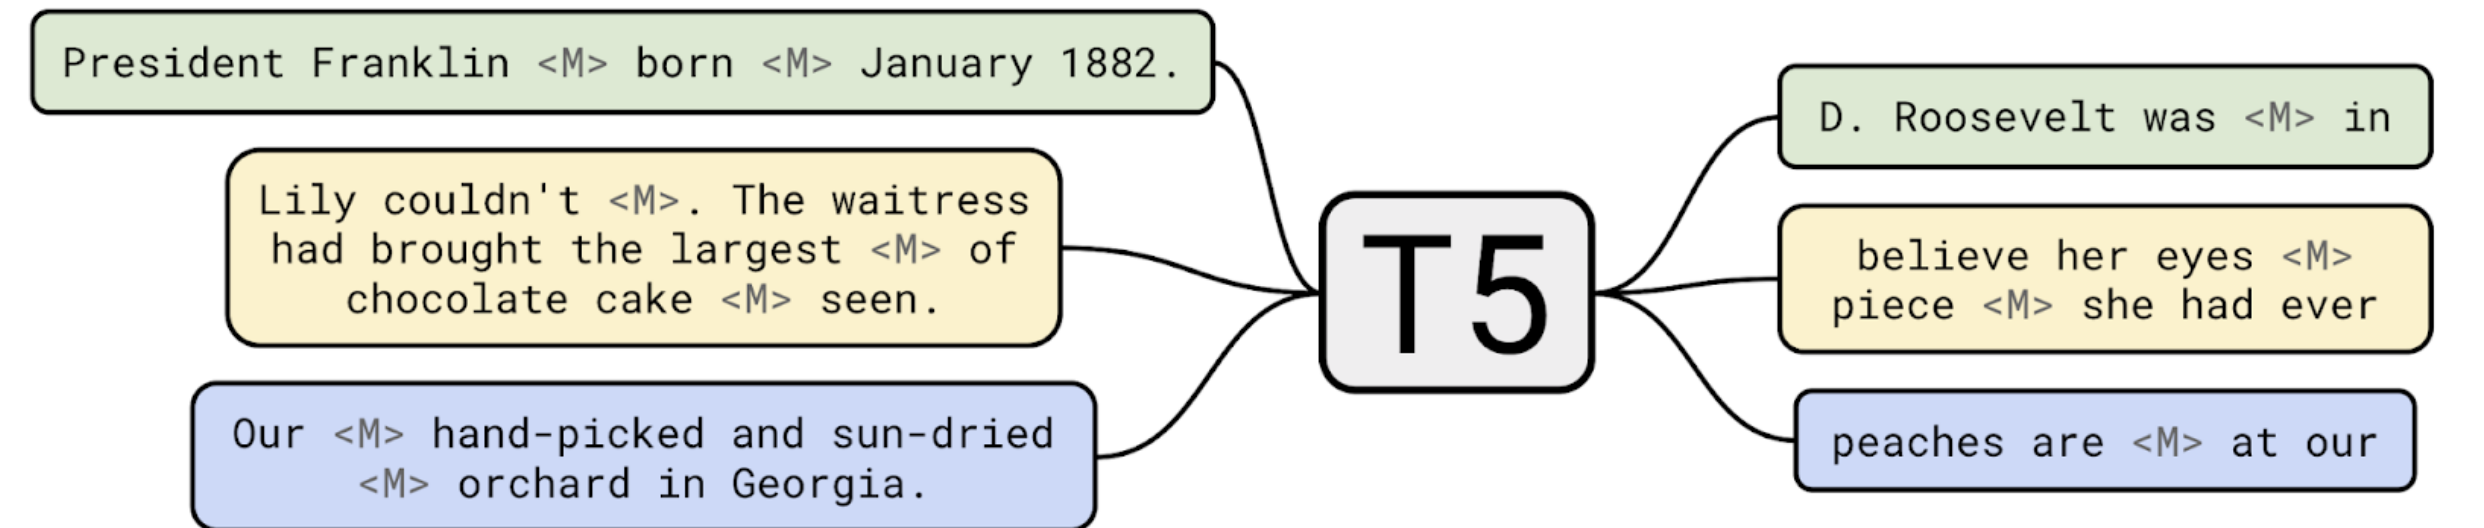 President Franklin <M> born <M> January 1882.
Lily couldn't <M>. The waitress
had brought the largest <M> of
chocolate cake <M> seen.
Our <M> hand-picked and sun-dried
<M> orchard in Georgia.
T5
D. Roosevelt was <M> in
believe her eyes <M>
piece <M> she had ever
peaches are <M> at our